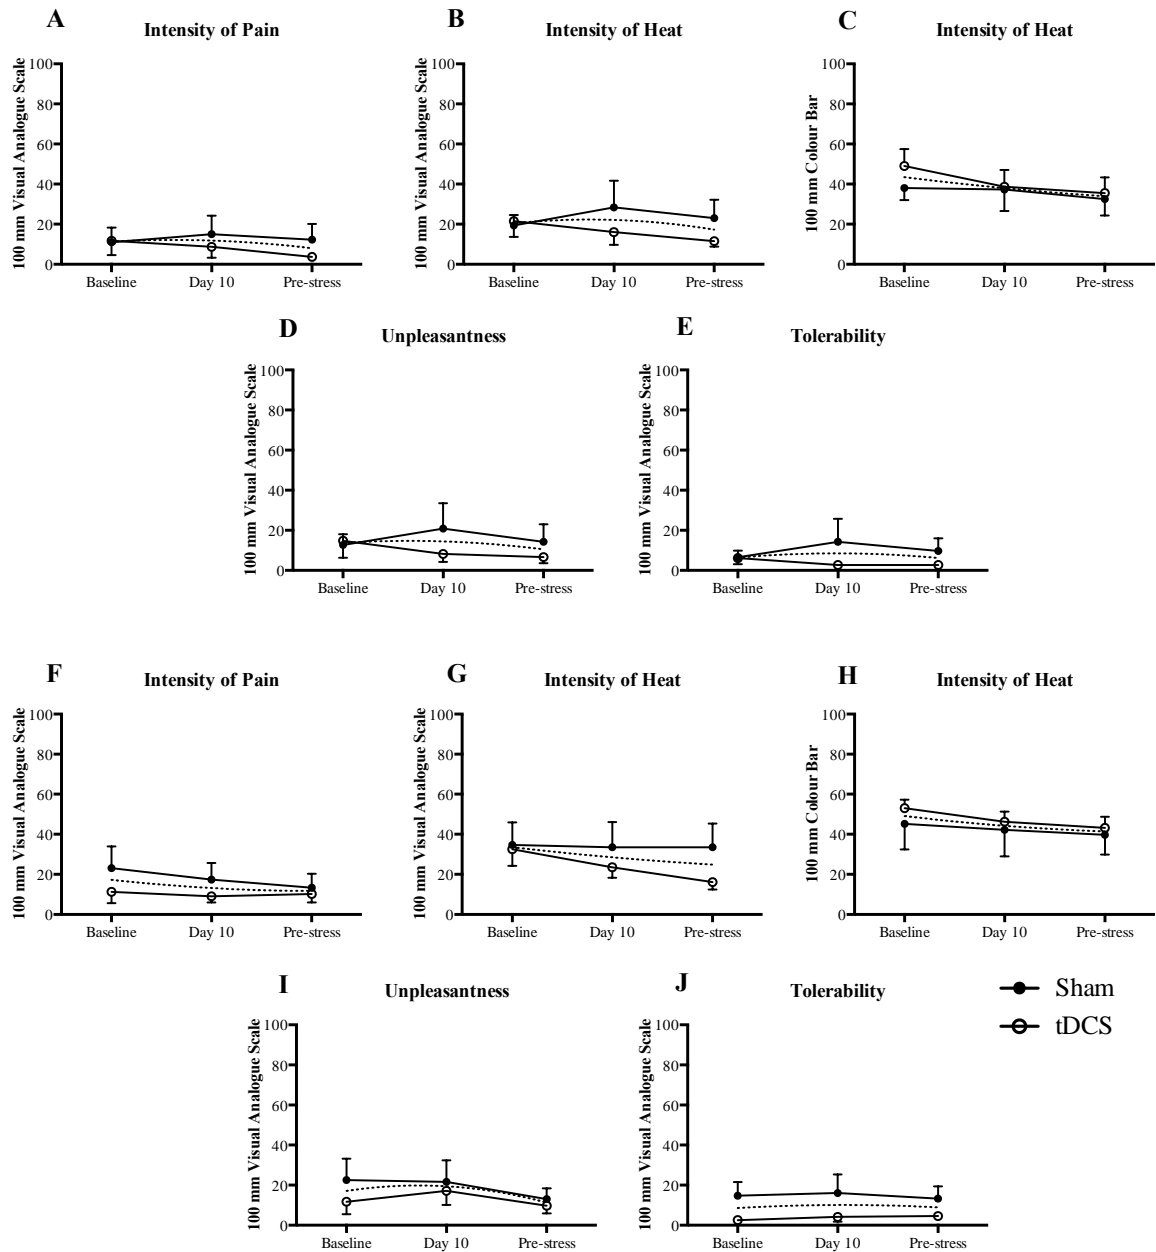 A
Intensity of Pain
100 mm Visual Analogue Scale
100
80
60
40
20
0
Baseline
Day 10
Pre-stress
B
Intensity of Heat
100 mm Visual Analogue Scale
100
80
60
40
20
0
Baseline
Day 10
Pre-stress
C
Intensity of Heat
100 mm Colour Bar
100
80
60
40
20
0
Baseline
Day 10
Pre-stress
D
Unpleasantness
100 mm Visual Analogue Scale
100
80
60
40
20
0
Baseline
Day 10
Pre-stress
E
Tolerability
100 mm Visual Analogue Scale
100
80
60
40
20
0
Baseline
Day 10
Pre-stress
F
Intensity of Pain
100 mm Visual Analogue Scale
100
80
60
40
20
0
Baseline
Day 10
Pre-stress
G
Intensity of Heat
100 mm Visual Analogue Scale
100
80
60
40
20
0
Baseline
Day 10
Pre-stress
H
Intensity of Heat
100 mm Colour Bar
100
80
60
40
20
0
Baseline
Day 10
Pre-stress
I
Unpleasantness
100 mm Visual Analogue Scale
100
80
60
40
20
0
Baseline
Day 10
Pre-stress
J
Tolerability
100 mm Visual Analogue Scale
100
80
60
40
20
0
Baseline
Day 10
Pre-stress
Sham
tDCS